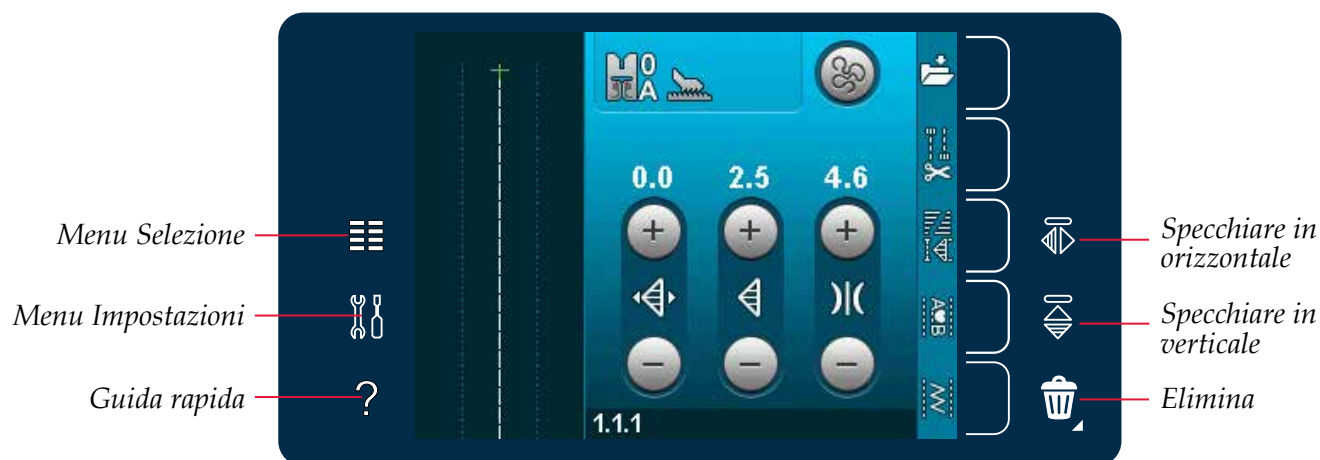 0
A
0.0 2.5 4.6
Menu Selezione
Menu Impostazioni
Guida rapida
A B
1.1.1
Specchiare in
orizzontale
Specchiare in
verticale
Elimina